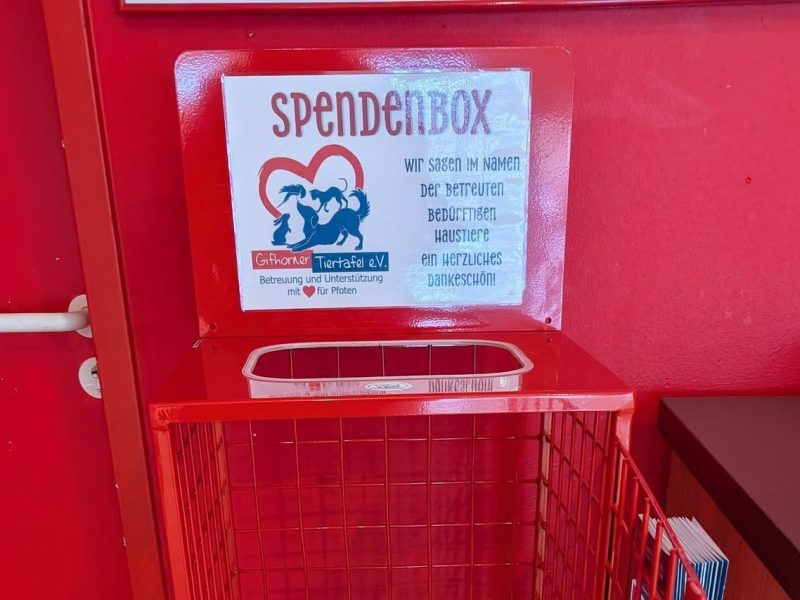 SPENDENBOX
Gifhorner Tiertafel e.V.
Betreuung und Unterstützung
mit für Pfoten
WIR SAGEN IM NAMEN
DER BETREUTEN
BEDÜRFTIGEN
HAUSTIERE
EIN HERZLICHES
DANKESCHÖN!